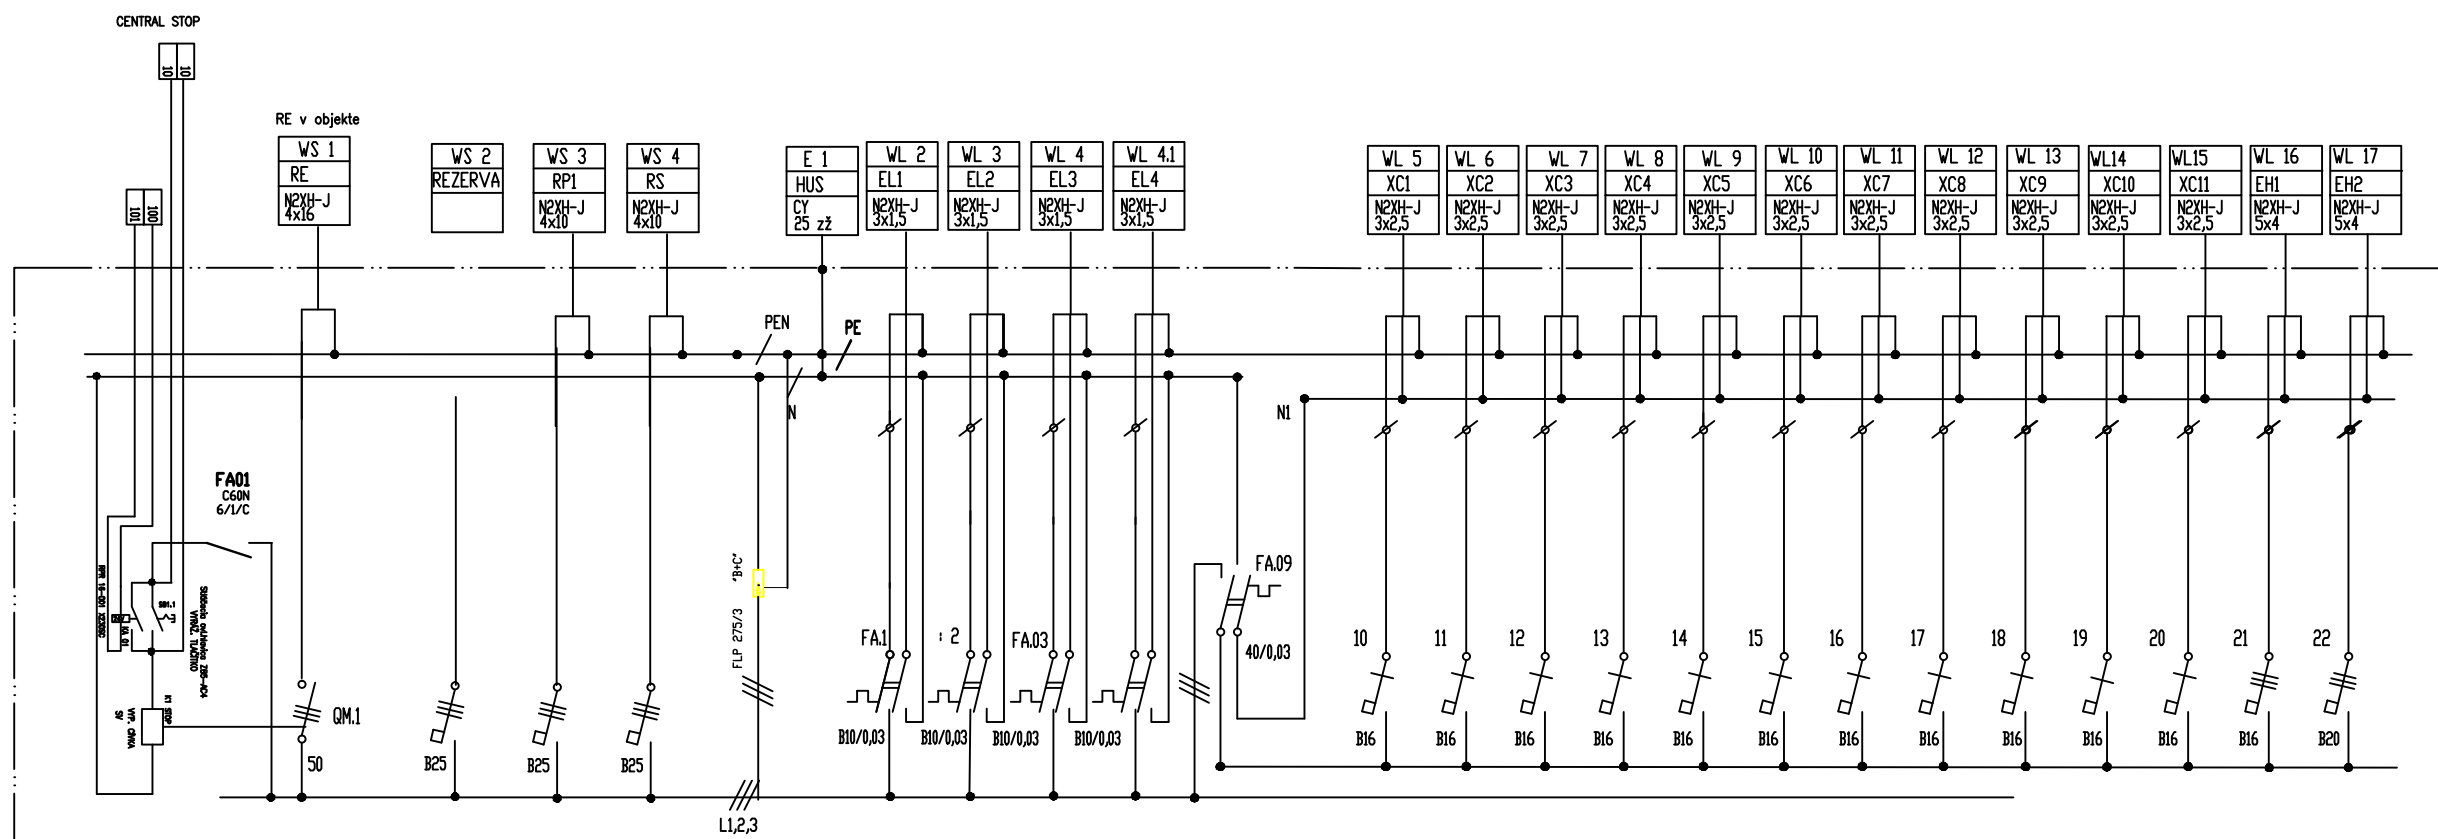 CENTRAL STOP
10
10
RE v objekte
WS 1
RE
N2XH-J
4x16
WS 2
REZERVA
WS 3
RP1
N2XH-J
4x10
WS 4
RS
N2XH-J
4x10
E 1
HUS
CY
25 zž
WL 2
EL1
N2XH-J
3x1,5
WL 3
EL2
N2XH-J
3x1,5
WL 4
EL3
N2XH-J
3x1,5
WL 4.1
EL4
N2XH-J
3x1,5
WL 5
XC1
N2XH-J
3x2,5
WL 6
XC2
N2XH-J
3x2,5
WL 7
XC3
N2XH-J
3x2,5
WL 8
XC4
N2XH-J
3x2,5
WL 9
XC5
N2XH-J
3x2,5
WL 10
XC6
N2XH-J
3x2,5
WL 11
XC7
N2XH-J
3x2,5
WL 12
XC8
N2XH-J
3x2,5
WL 13
XC9
N2XH-J
3x2,5
WL14
XC10
N2XH-J
3x2,5
WL15
XC11
N2XH-J
3x2,5
WL 16
EH1
N2XH-J
5x4
WL 17
EH2
N2XH-J
5x4
101
100
PEN
PE
N
N1
FA01
C60N
6/1/C
"B+C"
FLP 275/3
FA.09
40/0,03
SB1.1
KA 01
VYRAŽ. TLAČÍTKO
K1 STOP
VYP. CIEVKA
5V
QM.1
50
B25
B25
B25
FA.1
: 2
FA.03
B10/0,03
B10/0,03
B10/0,03
B10/0,03
10
11
12
13
14
15
16
17
18
19
20
21
22
B16
B16
B16
B16
B16
B16
B16
B16
B16
B16
B16
B16
B20
L1,2,3